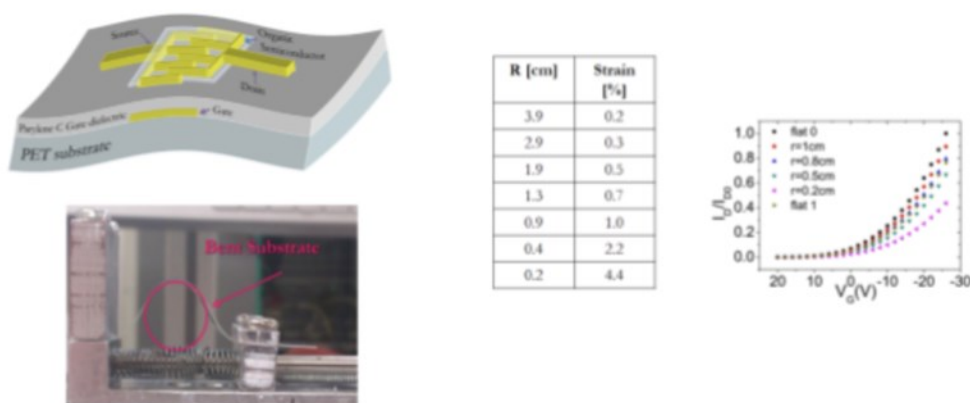 Source
Organic
Semiconductor
Drain
Parylene C Gate-dielectric
Gate
PET substrate
Bent Substrate
R [cm] Strain [%]
3.9 0.2
2.9 0.3
1.9 0.5
1.3 0.7
0.9 1.0
0.4 2.2
0.2 4.4
flat 0
r=1cm
r=0.8cm
r=0.5cm
r=0.2cm
flat 1
1.0
0.8
0.6
0.4
0.2
0.0
I_D/I_D0
20 10 0 -10 -20 -30
V_G(V)